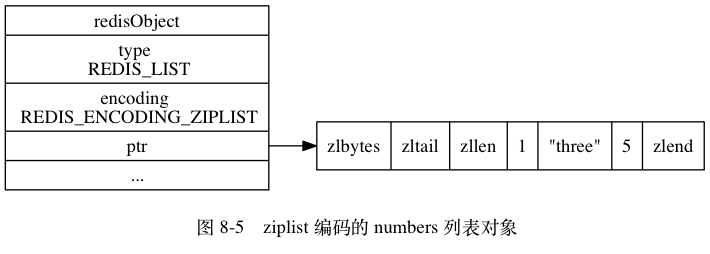 redisObject
type
REDIS_LIST
encoding
REDIS_ENCODING_ZIPLIST
ptr
...
zlbytes zltail zllen 1 "three" 5 zlend
图 8-5 ziplist 编码的 numbers 列表对象